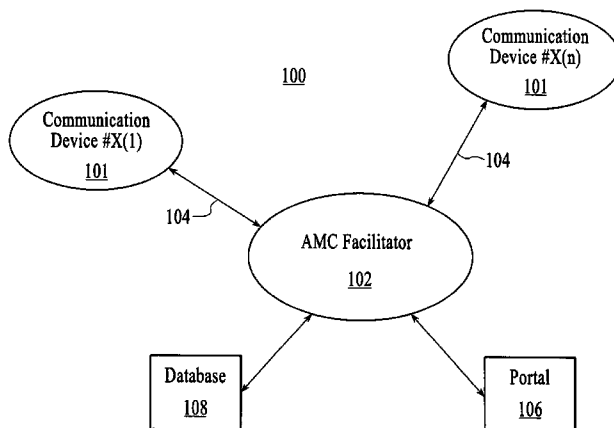 Communication
Device #X(n)
101
100
Communication
Device #X(1)
101
104
104
AMC Facilitator
102
Database
108
Portal
106